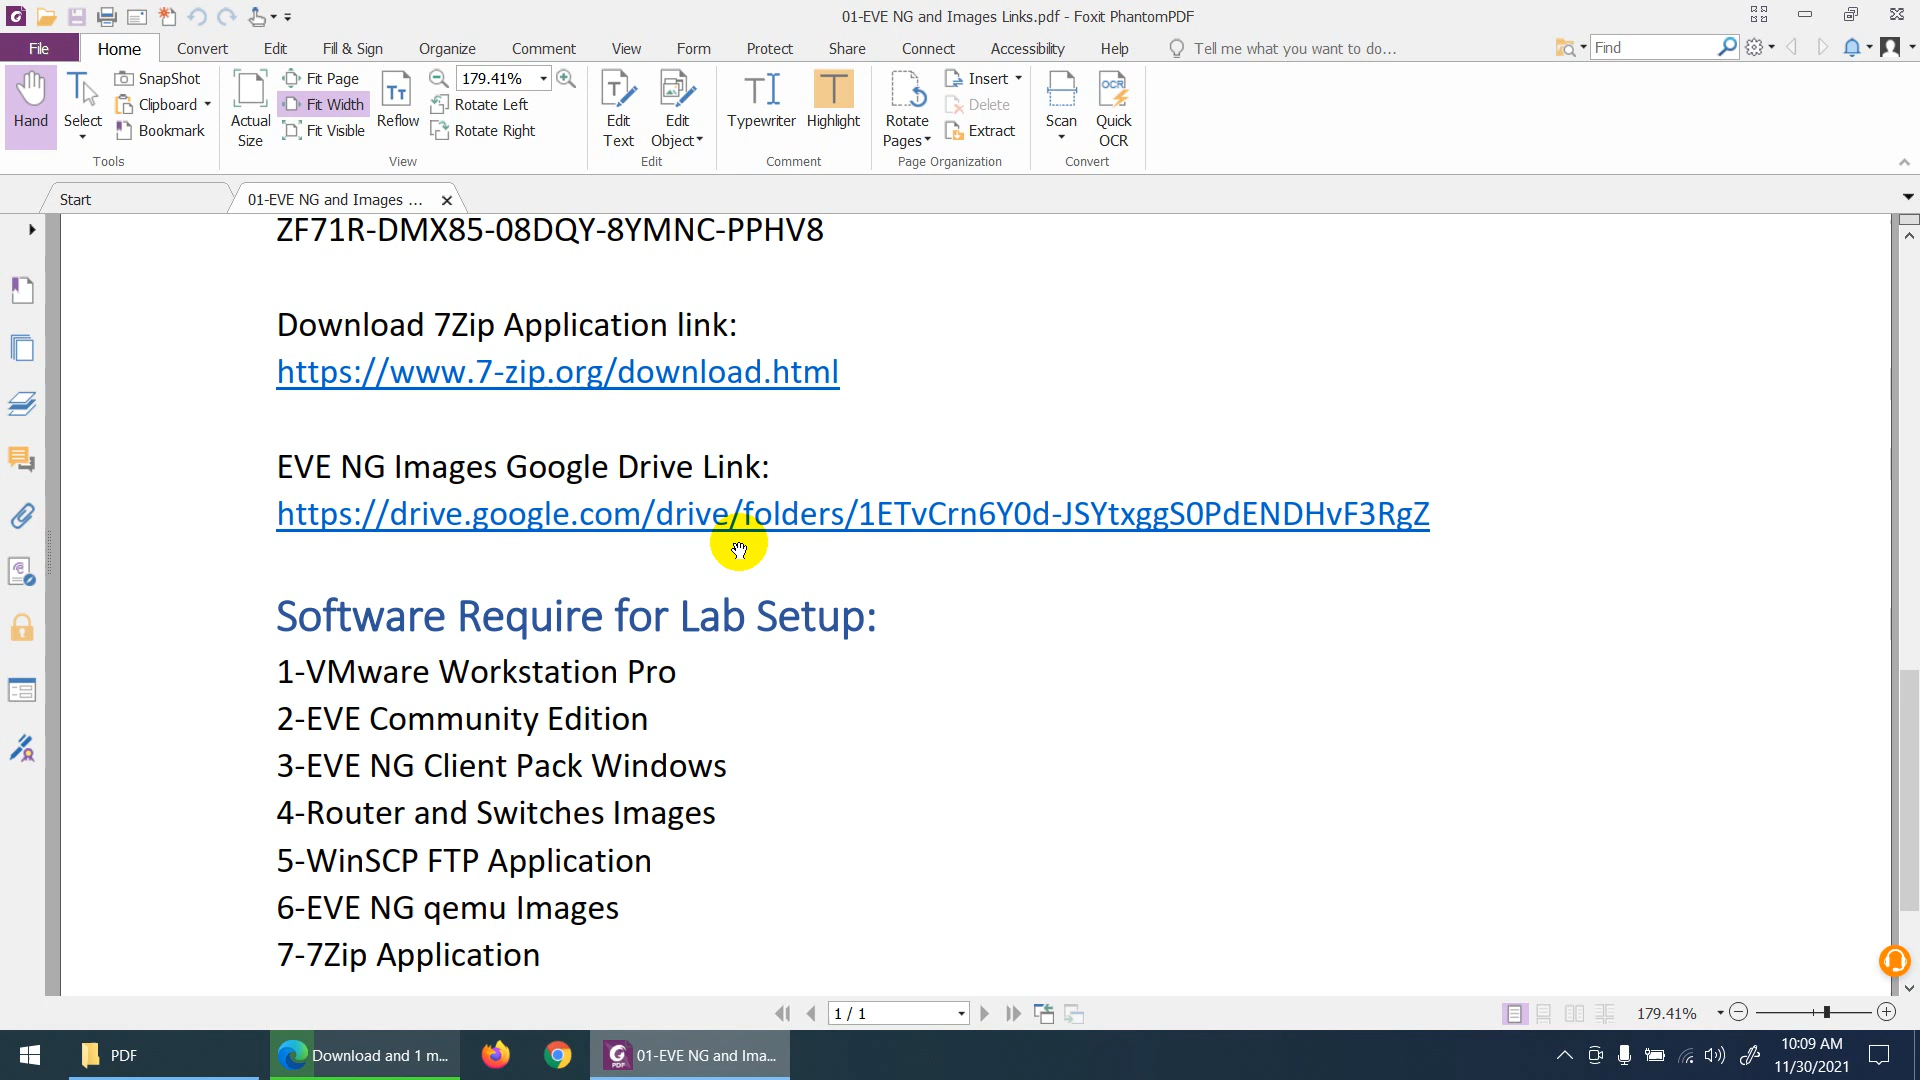 01-EVE NG and Images Links.pdf - Foxit PhantomPDF
File Home Convert Edit Fill & Sign Organize Comment View Form Protect Share Connect Accessibility Help Tell me what you want to do... Find
Hand
Select
SnapShot
Clipboard
Bookmark
Tools
Actual Size
Fit Page
Fit Width
Fit Visible
Reflow
179.41%
Rotate Left
Rotate Right
View
Edit Text
Edit Object
Edit
Typewriter
Highlight
Comment
Rotate Pages
Insert
Delete
Extract
Page Organization
Scan
Quick OCR
Convert
Start
01-EVE NG and Images ...
ZF71R-DMX85-08DQY-8YMNC-PPHV8
Download 7Zip Application link:
https://www.7-zip.org/download.html
EVE NG Images Google Drive Link:
https://drive.google.com/drive/folders/1ETvCrn6Y0d-JSYtxggS0PdENDHvF3RgZ
Software Require for Lab Setup:
1-VMware Workstation Pro
2-EVE Community Edition
3-EVE NG Client Pack Windows
4-Router and Switches Images
5-WinSCP FTP Application
6-EVE NG qemu Images
7-7Zip Application
1 / 1
179.41%
PDF
Download and 1 m...
01-EVE NG and Ima...
10:09 AM
11/30/2021